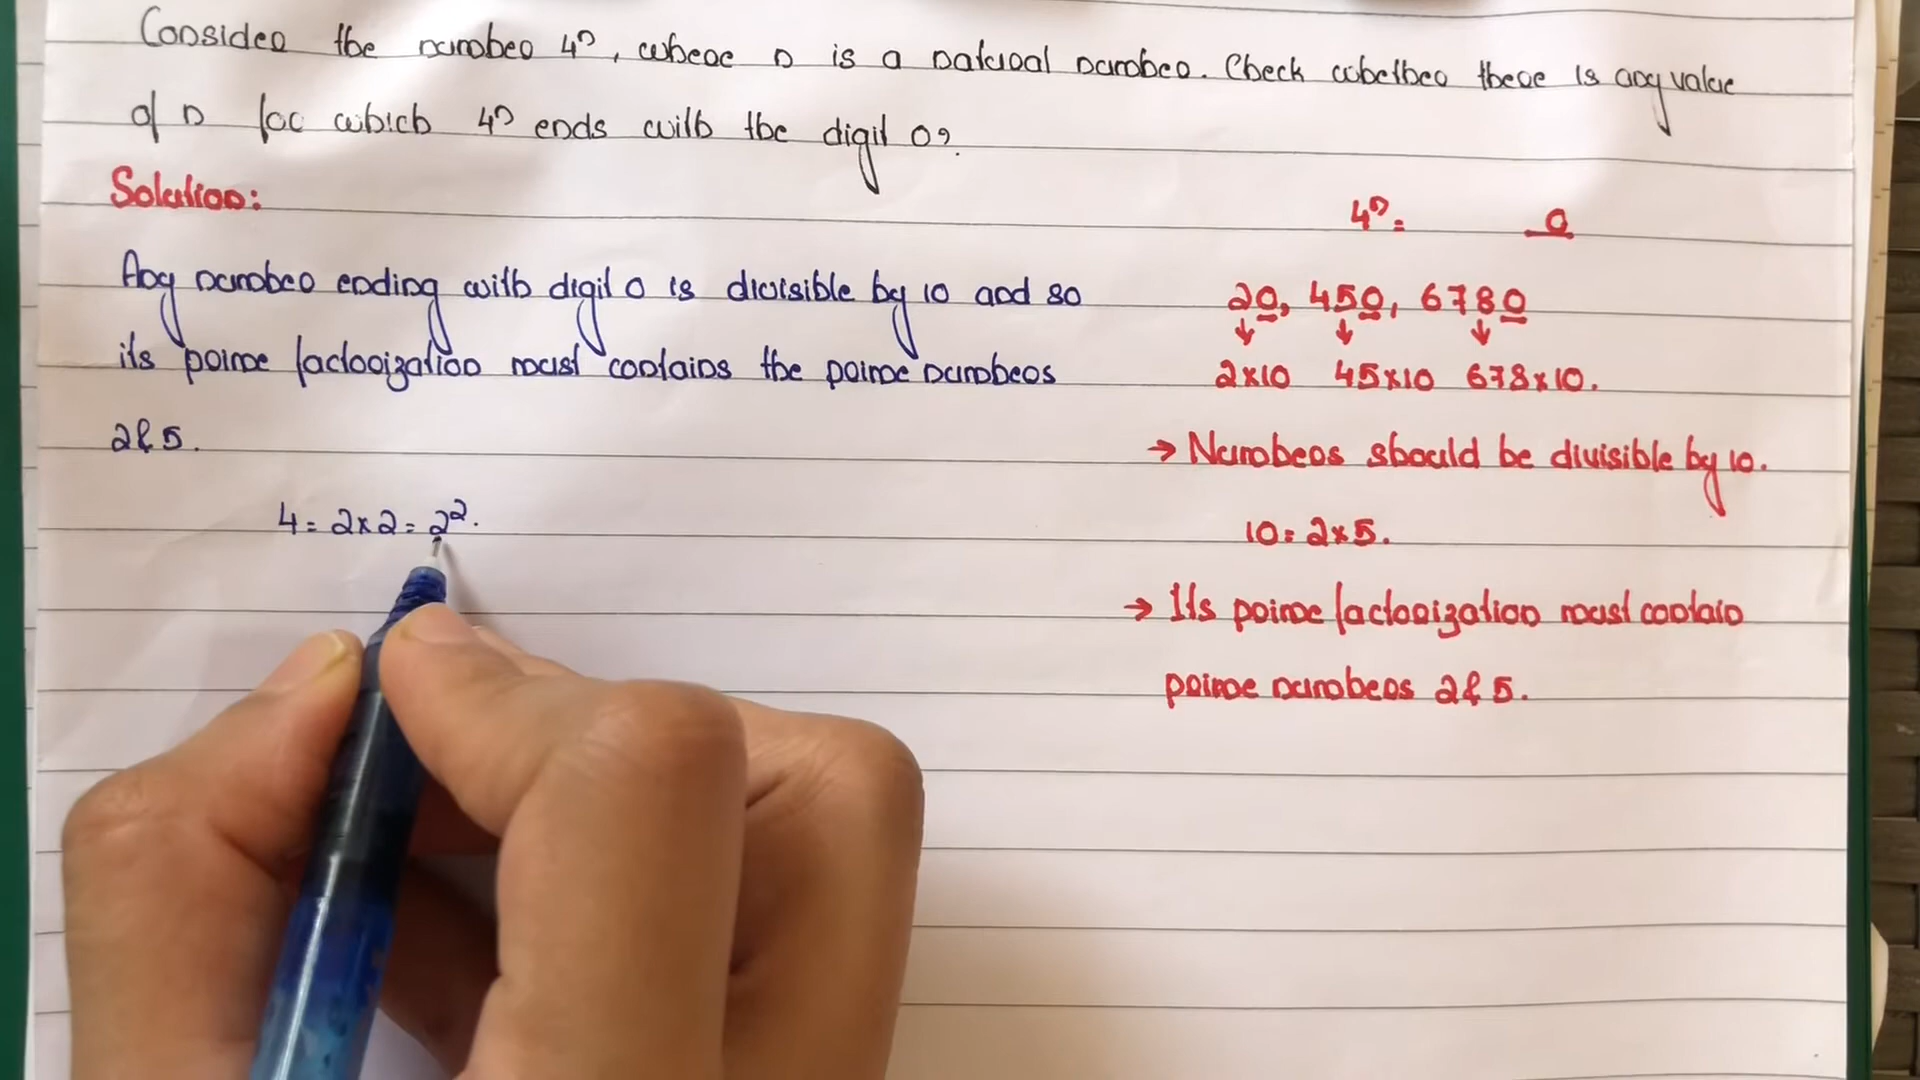 Consider the number 4ⁿ, where n is a natural number. Check whether there is any value
of n for which 4ⁿ ends with the digit 0?.
Solution:
Any number ending with digit 0 is divisible by 10 and so
its prime factorization must contains the prime numbers
2 & 5.
4 = 2×2 = 2².
4ⁿ = 0
20, 450, 6780
↓ ↓ ↓
2×10 45×10 678×10.
→ Numbers should be divisible by 10.
10 = 2×5.
→ Its prime factorization must contain
prime numbers 2 & 5.